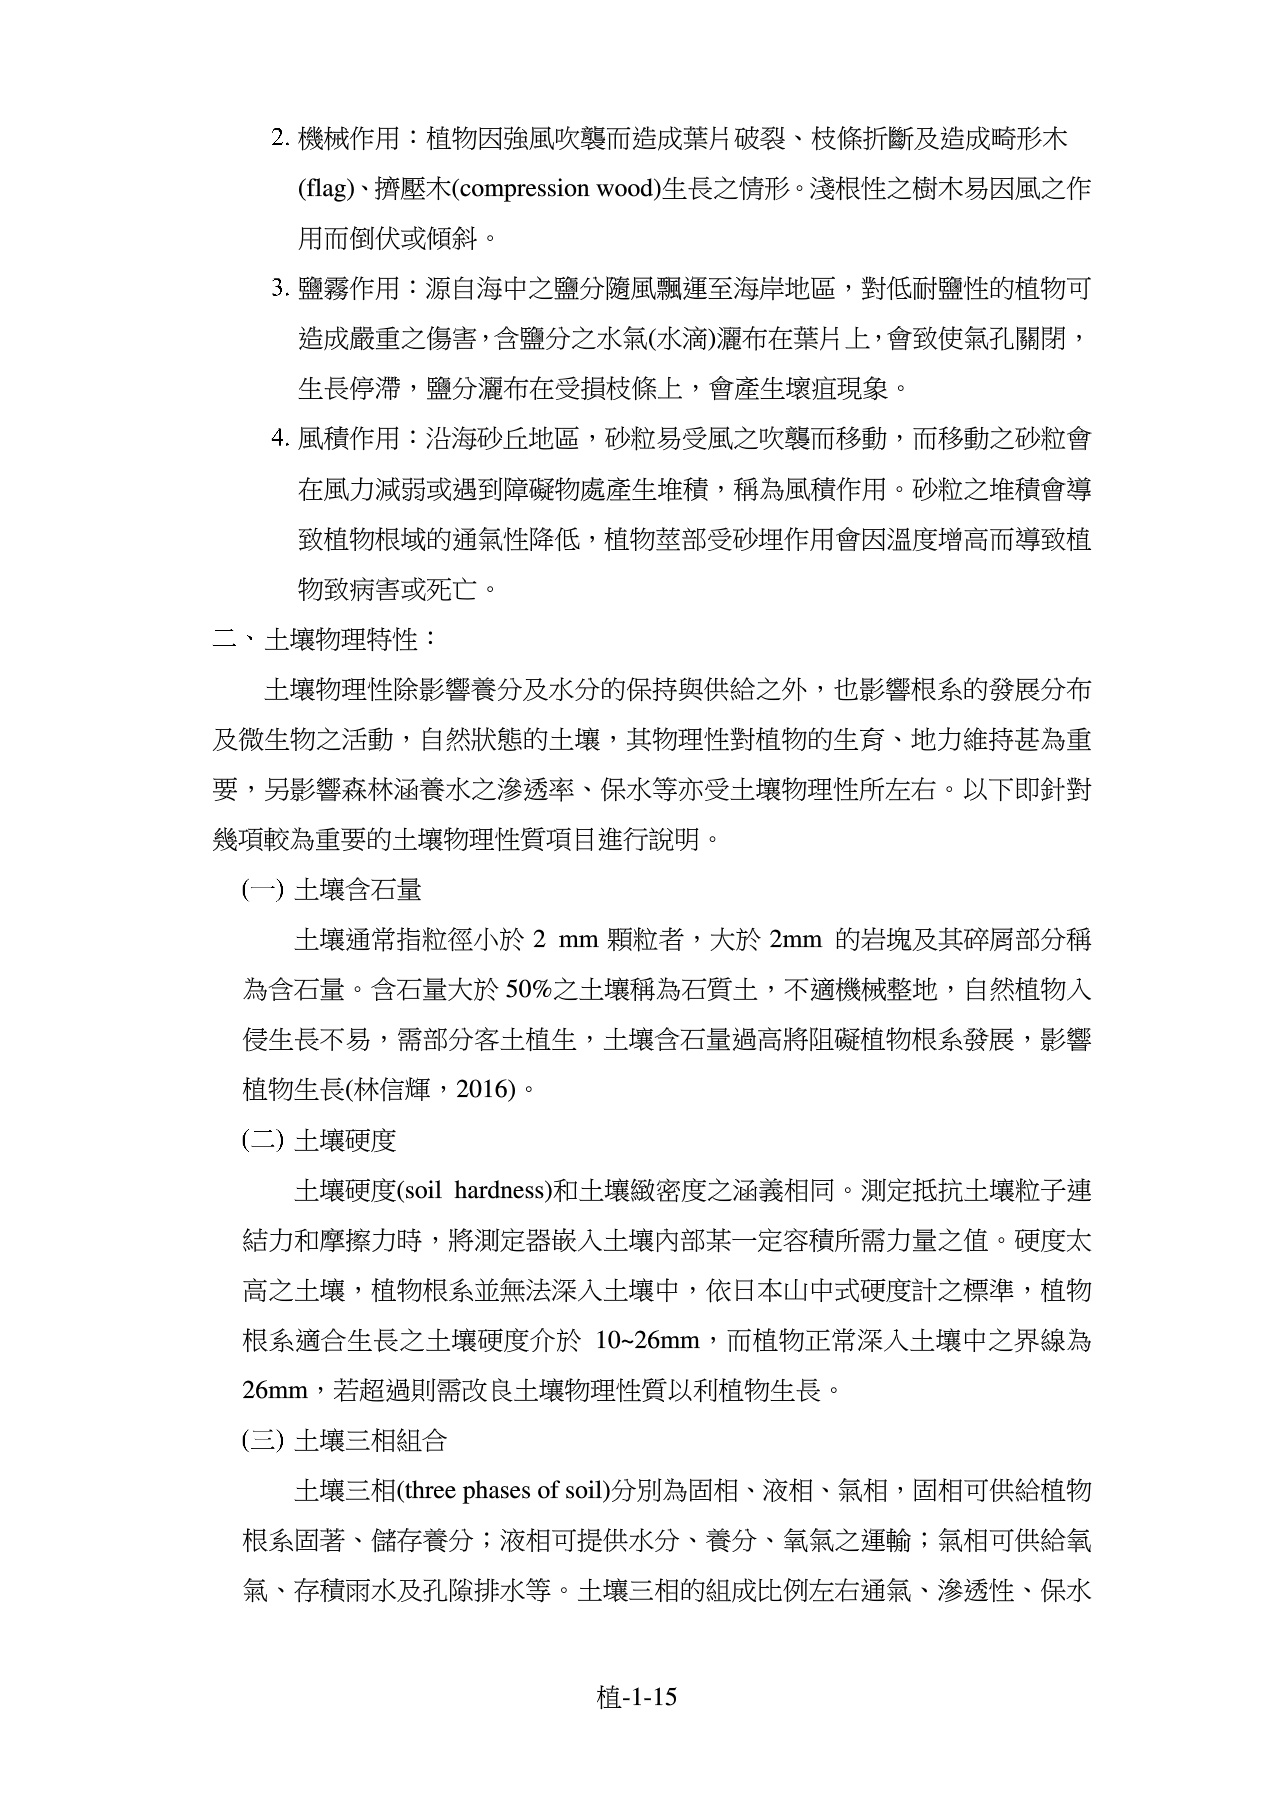 2. 機械作用：植物因強風吹襲而造成葉片破裂、枝條折斷及造成畸形木
(flag)、擠壓木(compression wood)生長之情形。淺根性之樹木易因風之作
用而倒伏或傾斜。
3. 鹽霧作用：源自海中之鹽分隨風飄運至海岸地區，對低耐鹽性的植物可
造成嚴重之傷害，含鹽分之水氣(水滴)灑布在葉片上，會致使氣孔關閉，
生長停滯，鹽分灑布在受損枝條上，會產生壞疽現象。
4. 風積作用：沿海砂丘地區，砂粒易受風之吹襲而移動，而移動之砂粒會
在風力減弱或遇到障礙物處產生堆積，稱為風積作用。砂粒之堆積會導
致植物根域的通氣性降低，植物莖部受砂埋作用會因溫度增高而導致植
物致病害或死亡。
二、土壤物理特性：
土壤物理性除影響養分及水分的保持與供給之外，也影響根系的發展分布
及微生物之活動，自然狀態的土壤，其物理性對植物的生育、地力維持甚為重
要，另影響森林涵養水之滲透率、保水等亦受土壤物理性所左右。以下即針對
幾項較為重要的土壤物理性質項目進行說明。
(一) 土壤含石量
土壤通常指粒徑小於 2 mm 顆粒者，大於 2mm 的岩塊及其碎屑部分稱
為含石量。含石量大於 50%之土壤稱為石質土，不適機械整地，自然植物入
侵生長不易，需部分客土植生，土壤含石量過高將阻礙植物根系發展，影響
植物生長(林信輝，2016)。
(二) 土壤硬度
土壤硬度(soil hardness)和土壤緻密度之涵義相同。測定抵抗土壤粒子連
結力和摩擦力時，將測定器嵌入土壤內部某一定容積所需力量之值。硬度太
高之土壤，植物根系並無法深入土壤中，依日本山中式硬度計之標準，植物
根系適合生長之土壤硬度介於 10~26mm，而植物正常深入土壤中之界線為
26mm，若超過則需改良土壤物理性質以利植物生長。
(三) 土壤三相組合
土壤三相(three phases of soil)分別為固相、液相、氣相，固相可供給植物
根系固著、儲存養分；液相可提供水分、養分、氧氣之運輸；氣相可供給氧
氣、存積雨水及孔隙排水等。土壤三相的組成比例左右通氣、滲透性、保水
植-1-15